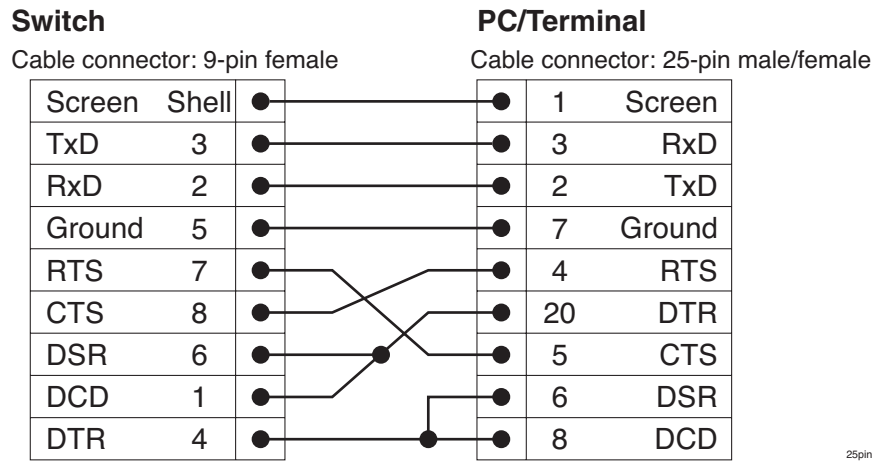 Switch PC/Terminal
Cable connector: 9-pin female Cable connector: 25-pin male/female
Screen Shell 1 Screen
TxD 3 3 RxD
RxD 2 2 TxD
Ground 5 7 Ground
RTS 7 4 RTS
CTS 8 20 DTR
DSR 6 5 CTS
DCD 1 6 DSR
DTR 4 8 DCD
25pin